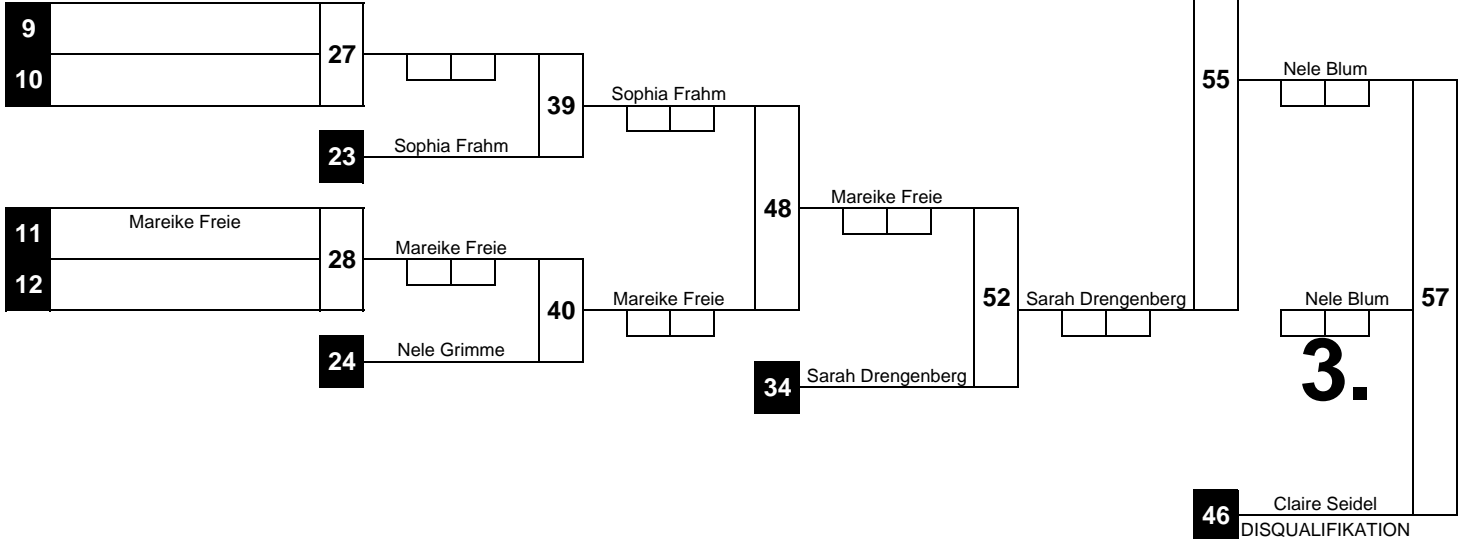 9
27
10
Nele Blum
55
Sophia Frahm
39
23
Sophia Frahm
Mareike Freie
48
11
Mareike Freie
Mareike Freie
28
12
Mareike Freie
52
Sarah Drengenberg
Nele Blum
57
40
24
Nele Grimme
3.
34
Sarah Drengenberg
46
Claire Seidel
DISQUALIFIKATION